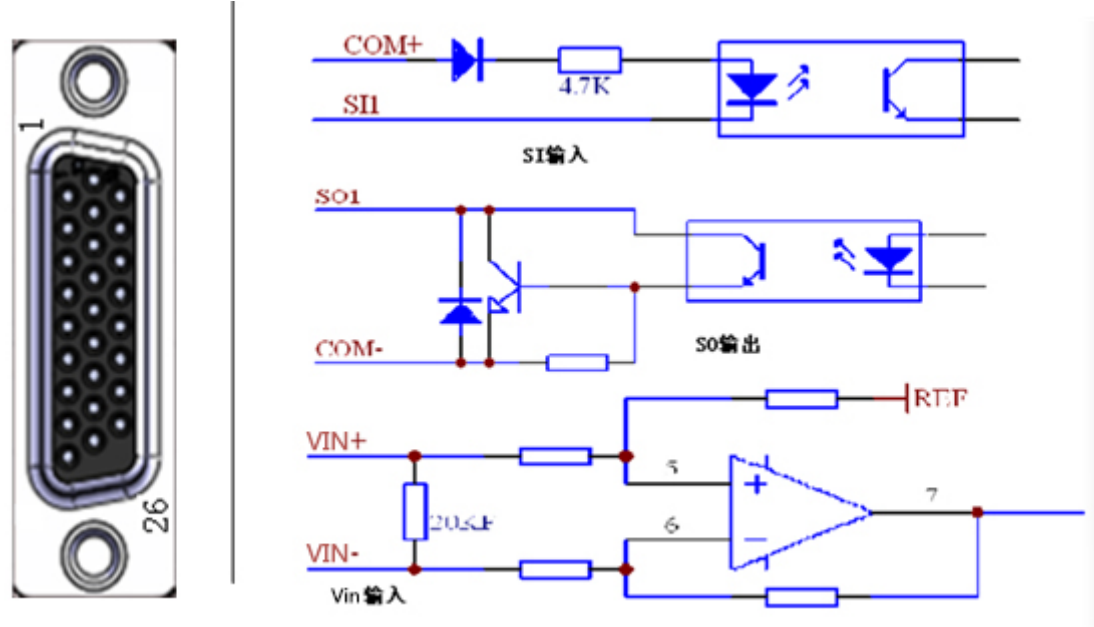 1
26
COM+
4.7K
SI1
SI输入
SO1
COM-
SO输出
REF
VIN+
5
7
20KF
6
VIN-
Vin输入